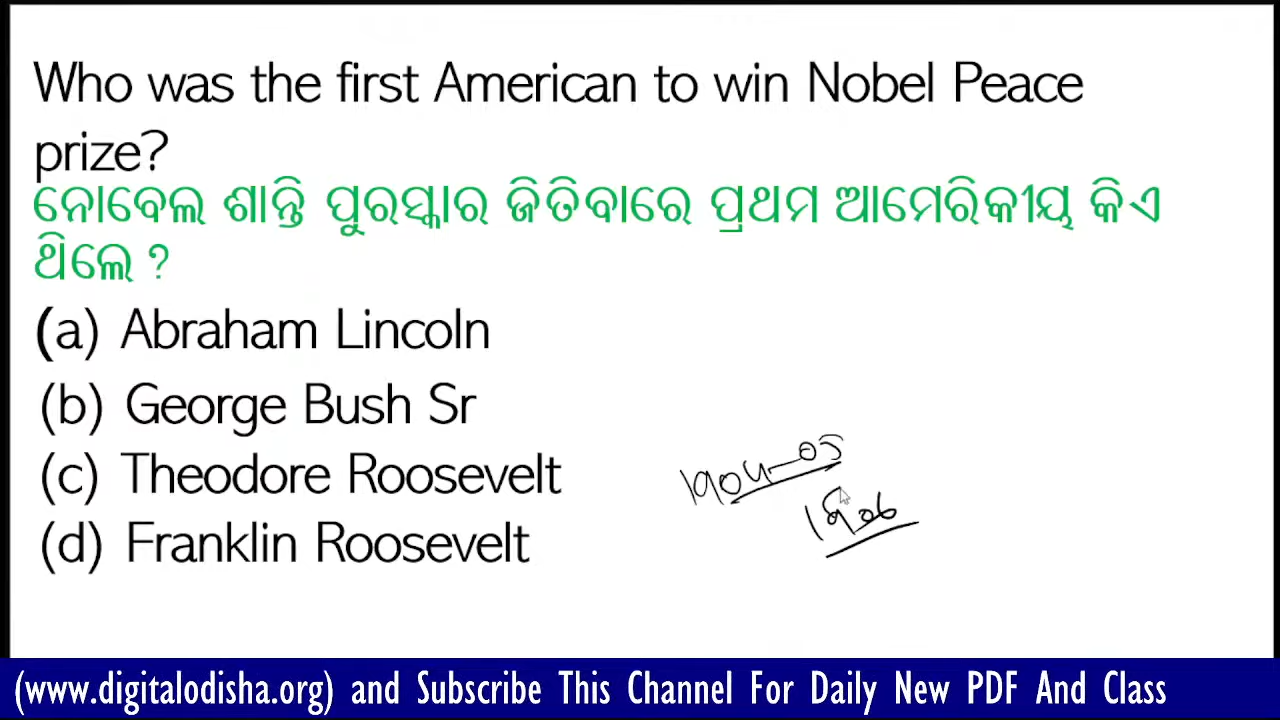 Who was the first American to win Nobel Peace
prize?
ନୋବେଲ ଶାନ୍ତି ପୁରସ୍କାର ଜିତିବାରେ ପ୍ରଥମ ଆମେରିକୀୟ କିଏ
ଥିଲେ ?
(a) Abraham Lincoln
(b) George Bush Sr
(c) Theodore Roosevelt
(d) Franklin Roosevelt
1906
(www.digitalodisha.org) and Subscribe This Channel For Daily New PDF And Class